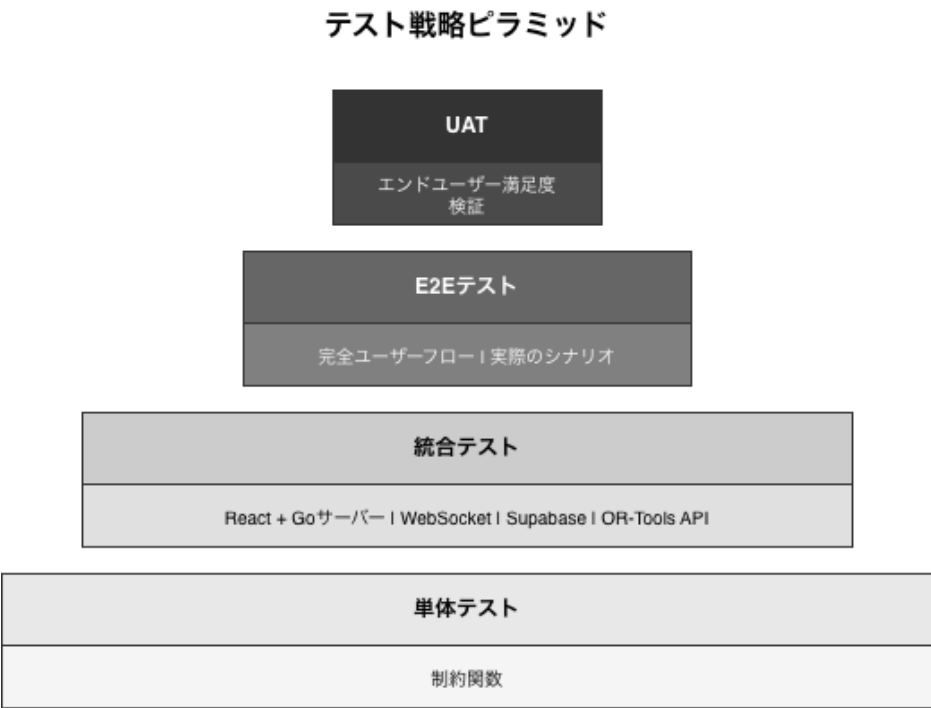 テスト戦略ピラミッド
UAT
エンドユーザー満足度
検証
E2Eテスト
完全ユーザーフロー | 実際のシナリオ
統合テスト
React + Goサーバー | WebSocket | Supabase | OR-Tools API
単体テスト
制約関数